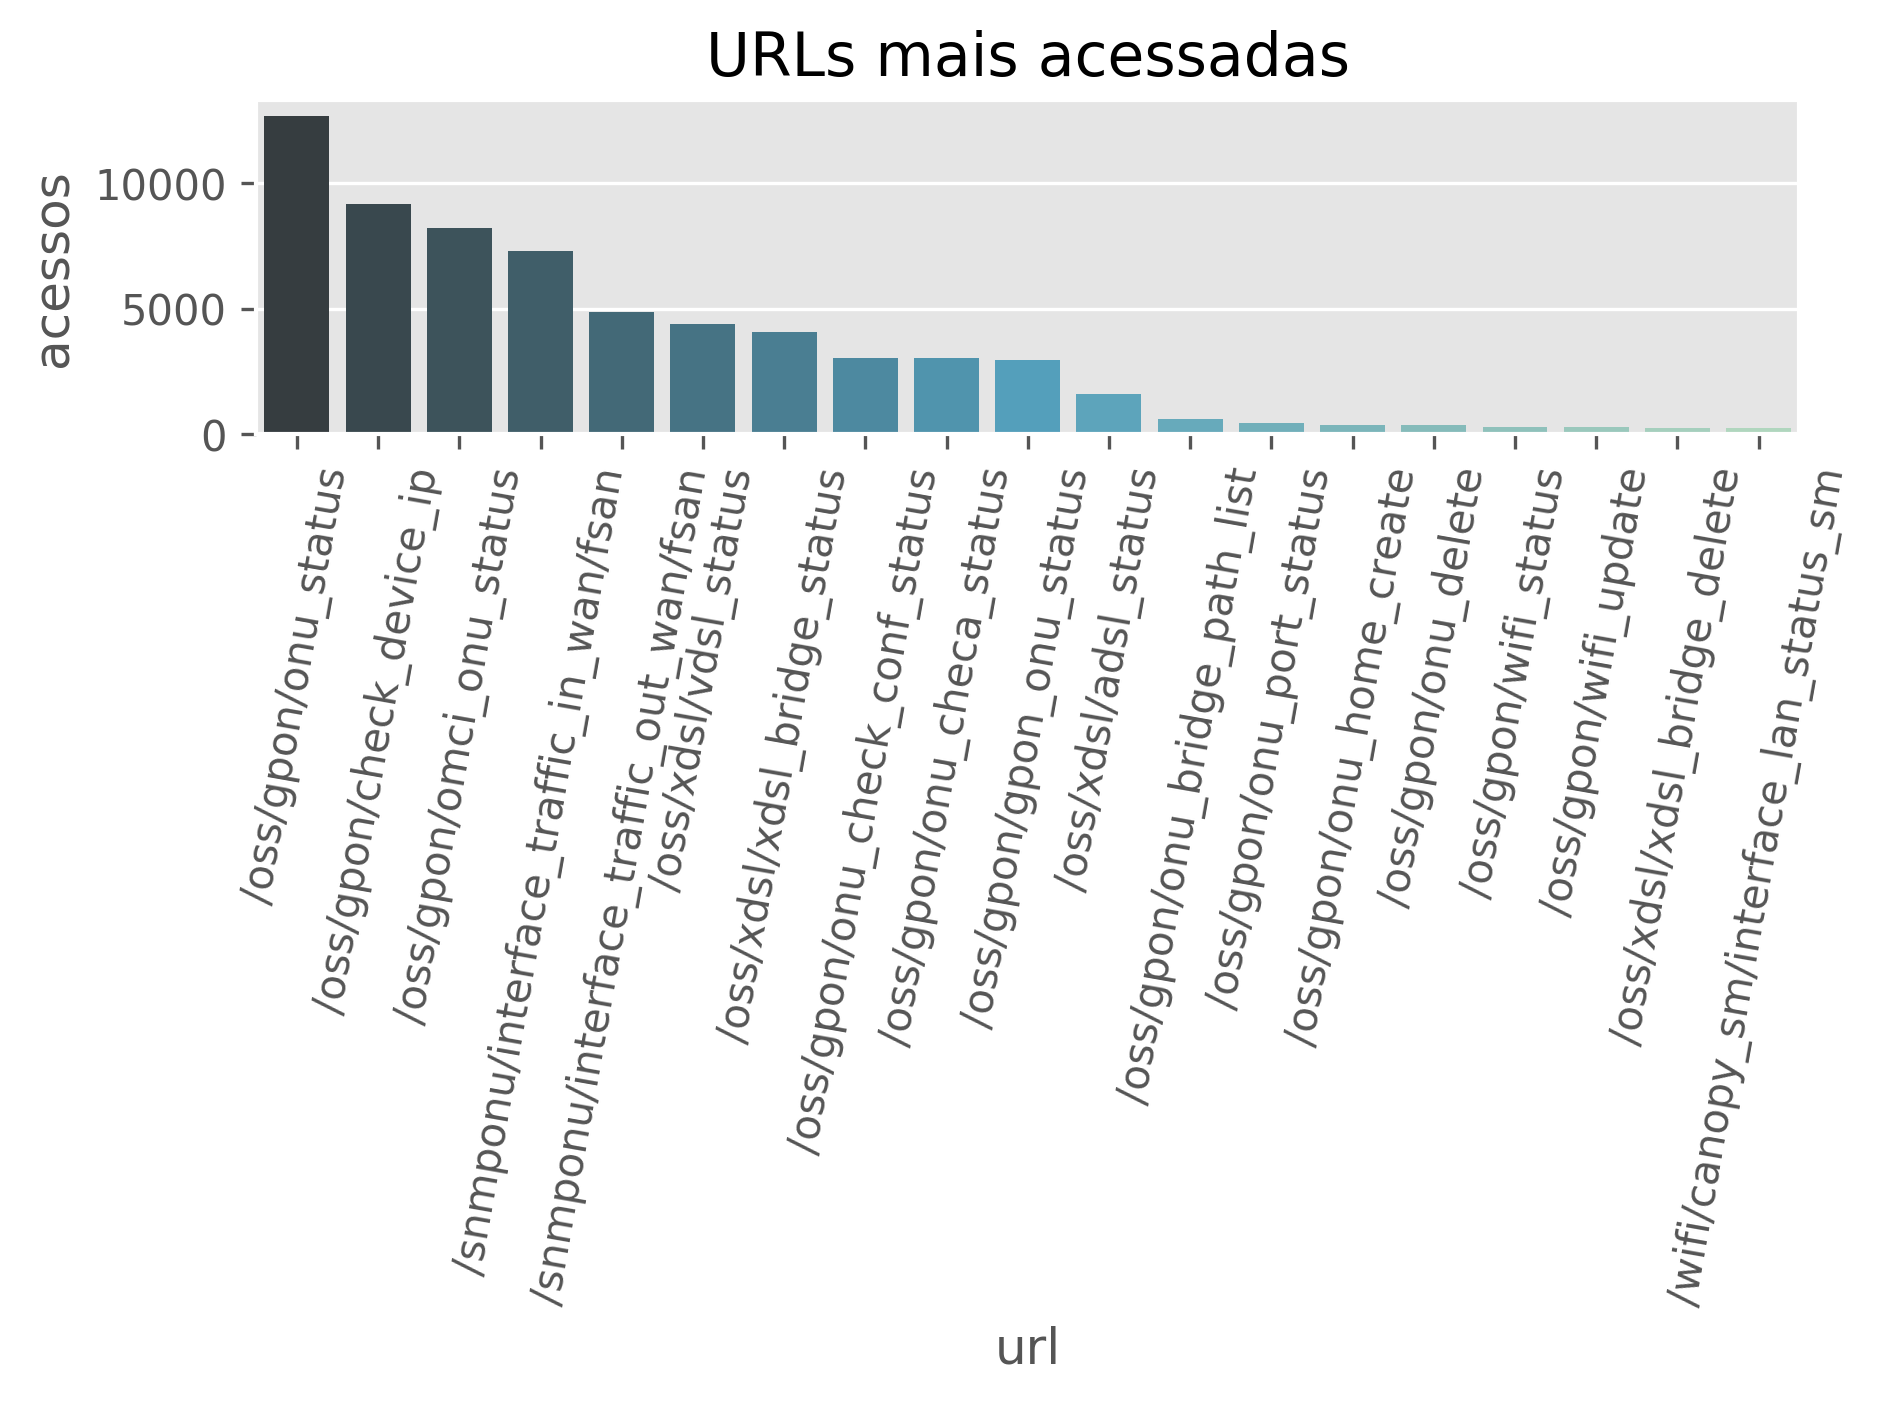 URLs mais acessadas
acessos
10000
5000
0
/oss/gpon/onu_status
/oss/gpon/check_device_ip
/oss/gpon/omci_onu_status
/snmponu/interface_traffic_in_wan/fsan
/snmponu/interface_traffic_out_wan/fsan
/oss/xdsl/vdsl_status
/oss/xdsl/xdsl_bridge_status
/oss/gpon/onu_check_conf_status
/oss/gpon/onu_checa_status
/oss/gpon/gpon_onu_status
/oss/xdsl/adsl_status
/oss/gpon/onu_bridge_path_list
/oss/gpon/onu_port_status
/oss/gpon/onu_home_create
/oss/gpon/onu_delete
/oss/gpon/wifi_status
/oss/gpon/wifi_update
/oss/xdsl/xdsl_bridge_delete
/wifi/canopy_sm/interface_lan_status_sm
url